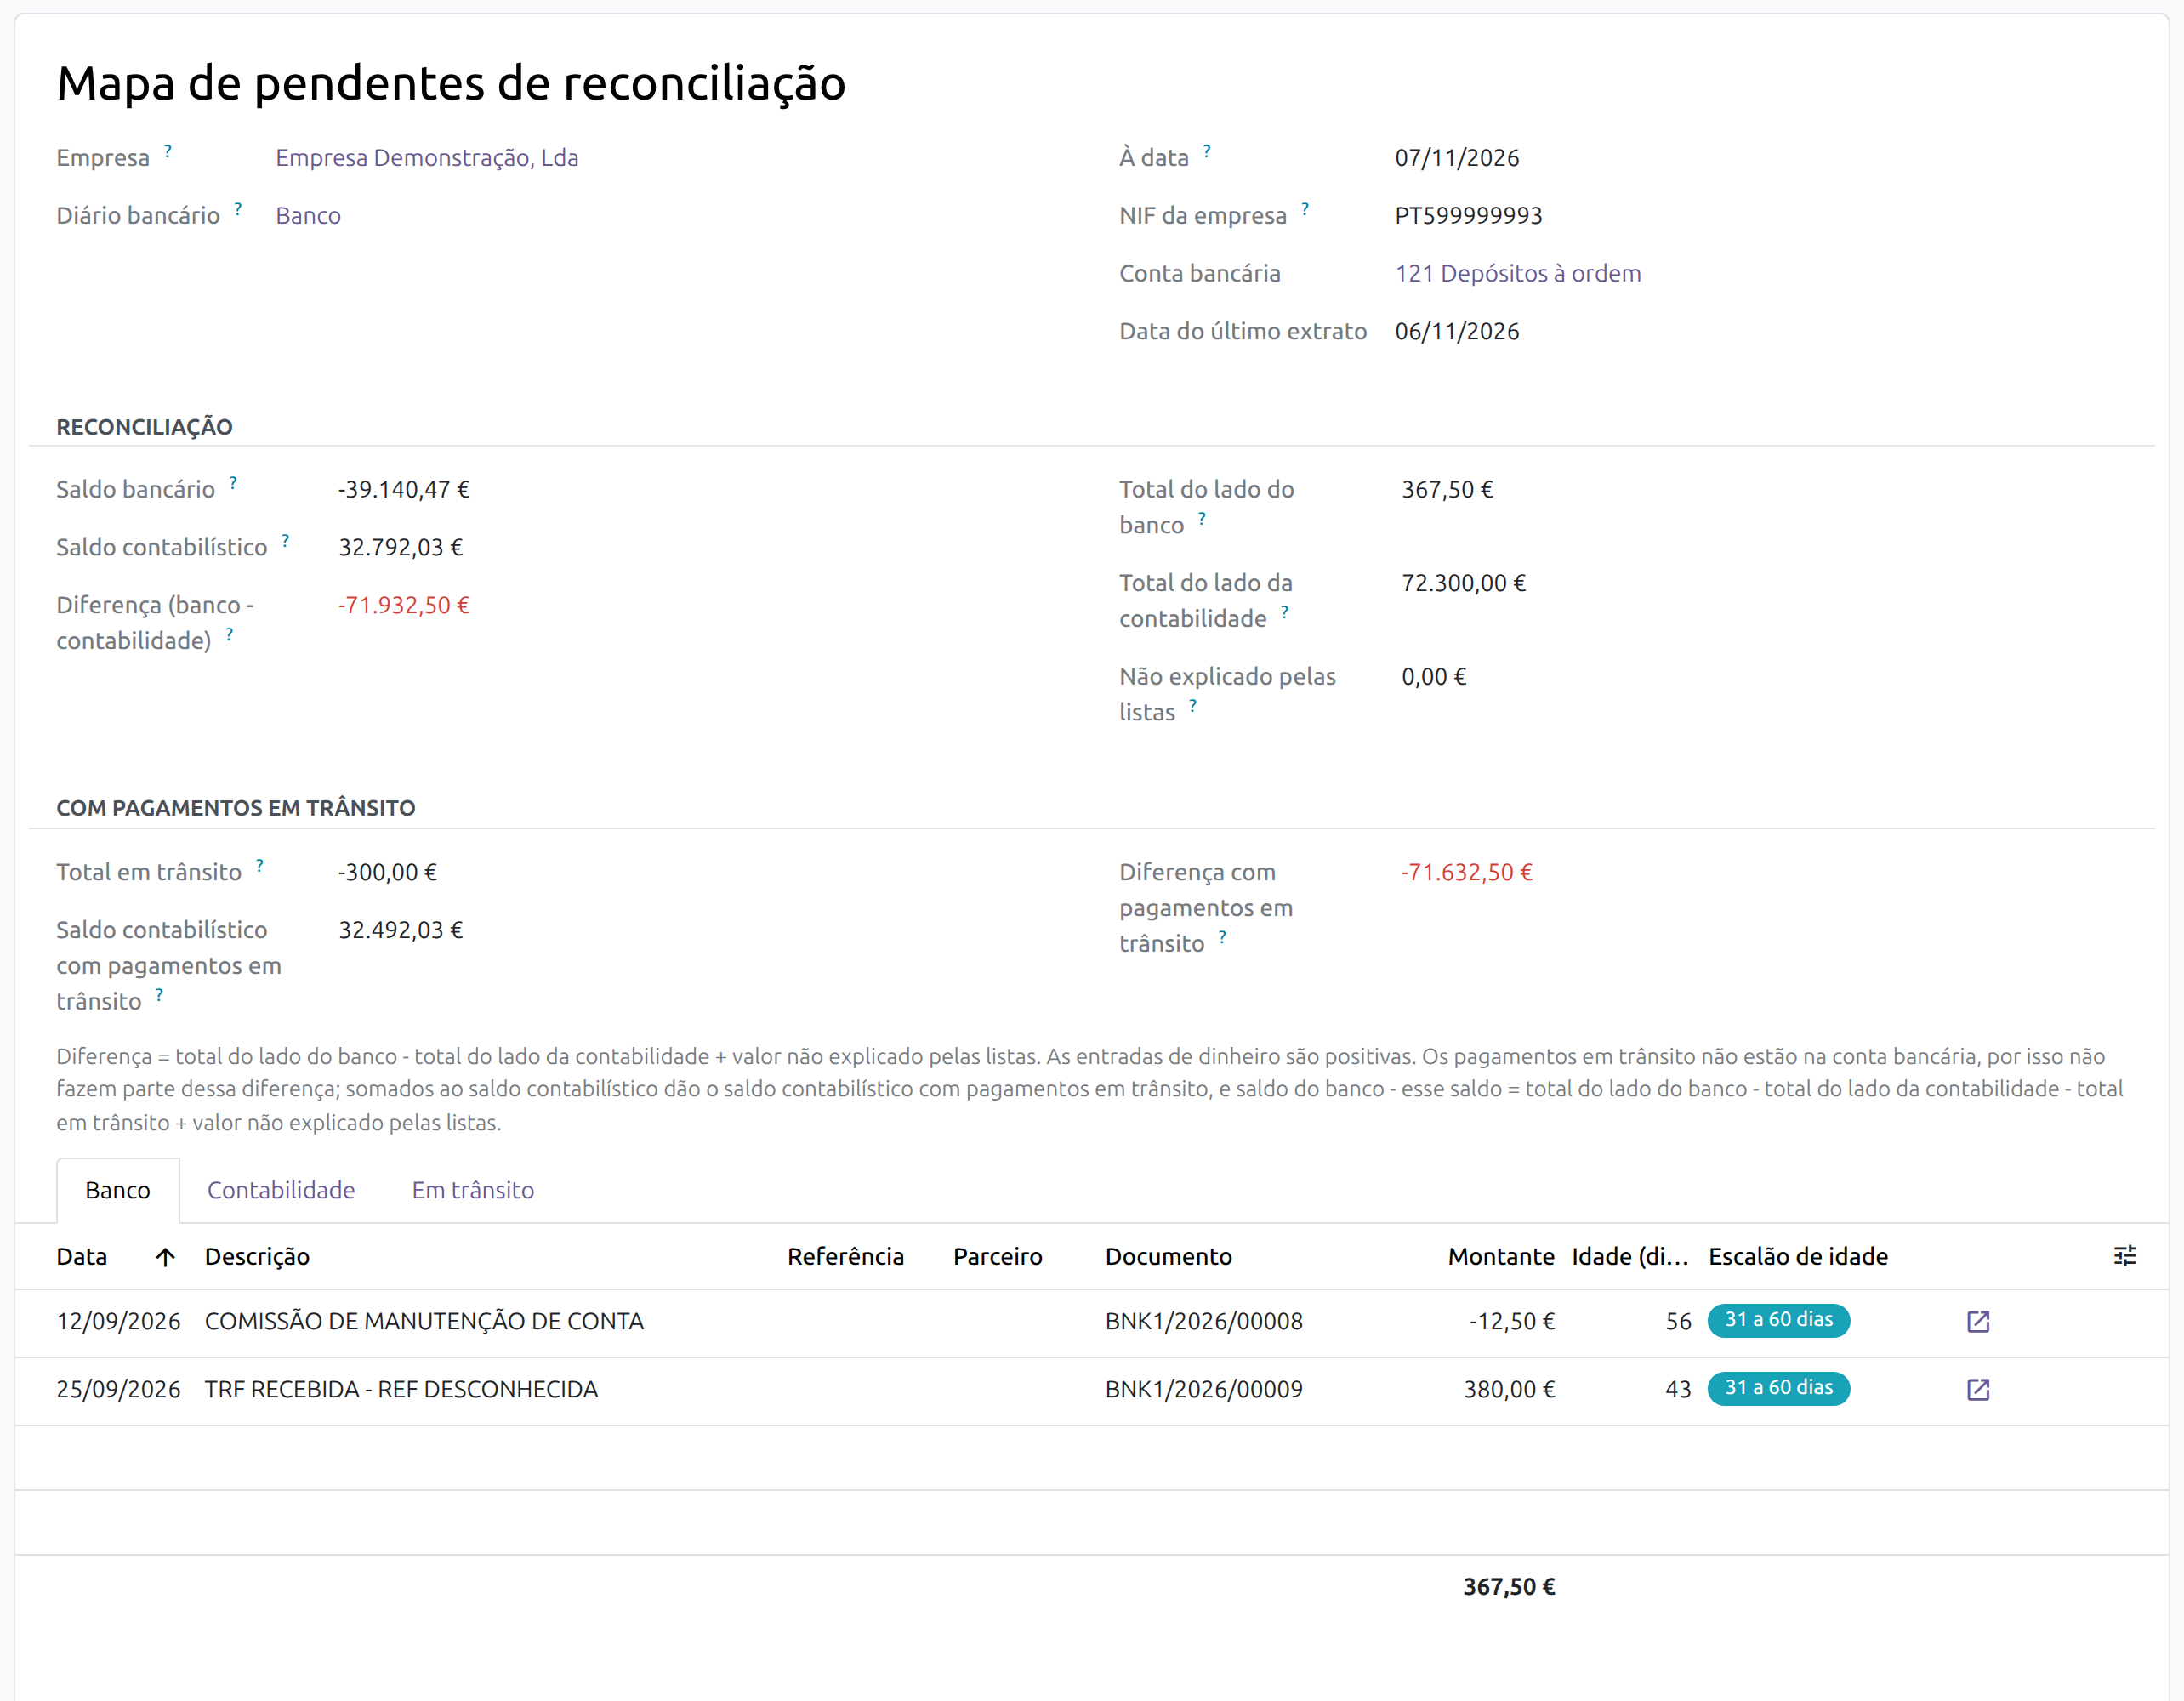 Mapa de pendentes de reconciliação
Empresa ? Empresa Demonstração, Lda
Diário bancário ? Banco
À data ? 07/11/2026
NIF da empresa ? PT599999993
Conta bancária 121 Depósitos à ordem
Data do último extrato 06/11/2026
RECONCILIAÇÃO
Saldo bancário ? -39.140,47 €
Saldo contabilístico ? 32.792,03 €
Diferença (banco - -71.932,50 €
contabilidade) ?
Total do lado do 367,50 €
banco ?
Total do lado da 72.300,00 €
contabilidade ?
Não explicado pelas 0,00 €
listas ?
COM PAGAMENTOS EM TRÂNSITO
Total em trânsito ? -300,00 €
Saldo contabilístico 32.492,03 €
com pagamentos em
trânsito ?
Diferença com -71.632,50 €
pagamentos em
trânsito ?
Diferença = total do lado do banco - total do lado da contabilidade + valor não explicado pelas listas. As entradas de dinheiro são positivas. Os pagamentos em trânsito não estão na conta bancária, por isso não
fazem parte dessa diferença; somados ao saldo contabilístico dão o saldo contabilístico com pagamentos em trânsito, e saldo do banco - esse saldo = total do lado do banco - total do lado da contabilidade - total
em trânsito + valor não explicado pelas listas.
Banco Contabilidade Em trânsito
Data Descrição Referência Parceiro Documento Montante Idade (di... Escalão de idade
12/09/2026 COMISSÃO DE MANUTENÇÃO DE CONTA BNK1/2026/00008 -12,50 € 56 31 a 60 dias
25/09/2026 TRF RECEBIDA - REF DESCONHECIDA BNK1/2026/00009 380,00 € 43 31 a 60 dias
367,50 €